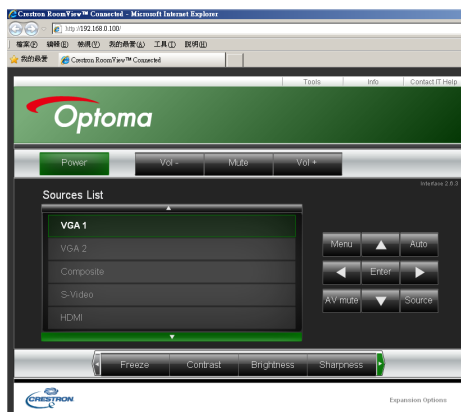 Crestron RoomView™ Connected - Microsoft Internet Explorer
http://192.168.0.100/
檔案(F) 編輯(E) 檢視(V) 我的最愛(A) 工具(T) 說明(H)
我的最愛 Crestron RoomView™ Connected
Tools Info Contact IT Help
Optoma
Power Vol - Mute Vol +
Interface 2.6.3
Sources List
VGA 1
VGA 2
Composite
S-Video
HDMI
Menu Auto
Enter
AV mute Source
Freeze Contrast Brightness Sharpness
CRESTRON Expansion Options